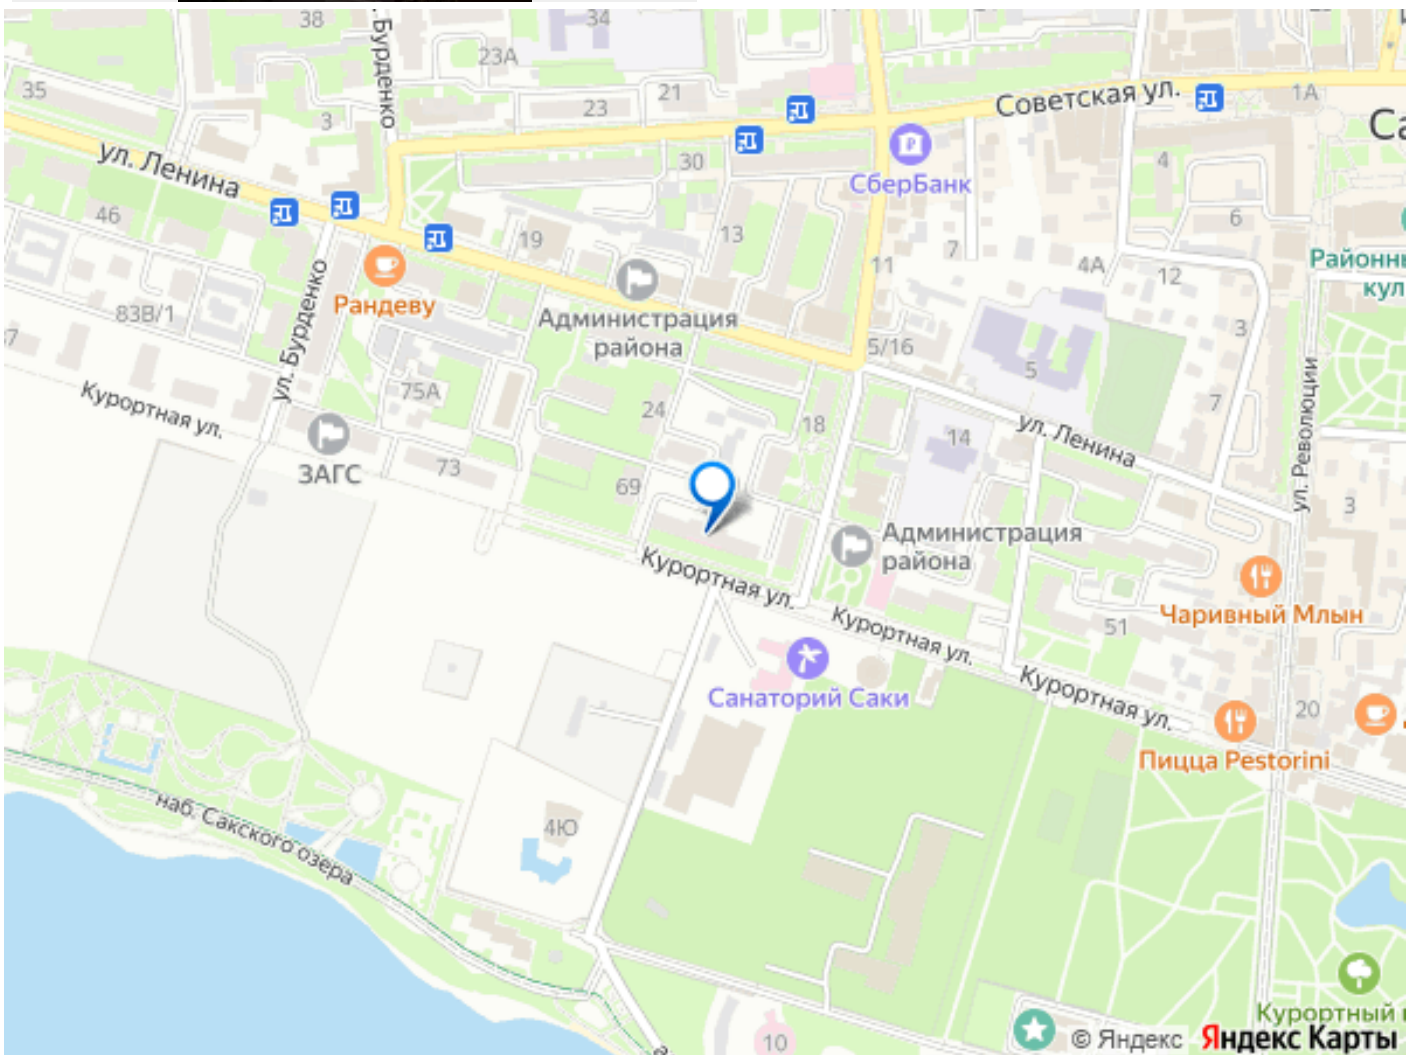 38
34
ул. Бурденко
23А
35
23
21
3
Советская ул.
1А
Са
ул. Ленина
30
СберБанк
4
46
19
13
7
6
11
4А
12
Районны
кул
Рандеву
83В/1
Администрация
района
ул. Бурденко
5/16
3
5
75А
Курортная ул.
24
18
7
ул. Революции
14
ул. Ленина
ЗАГС
73
69
3
Администрация
района
Курортная ул.
Чаривный Млын
Курортная ул.
51
Санаторий Саки
Курортная ул.
20
Пицца Pestorini
наб. Сакского озера
4Ю
10
Курортный
© Яндекс Яндекс Карты